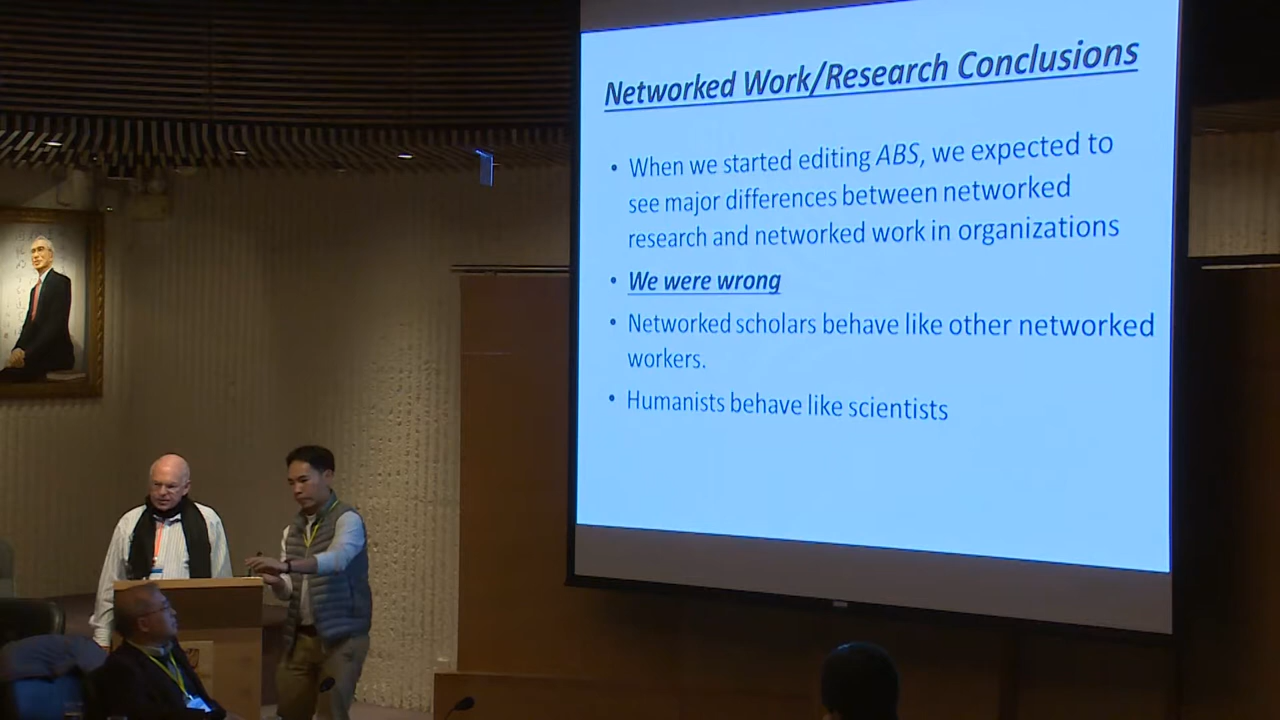 Networked Work/Research Conclusions
• When we started editing ABS, we expected to
see major differences between networked
research and networked work in organizations
• We were wrong
• Networked scholars behave like other networked
workers.
• Humanists behave like scientists